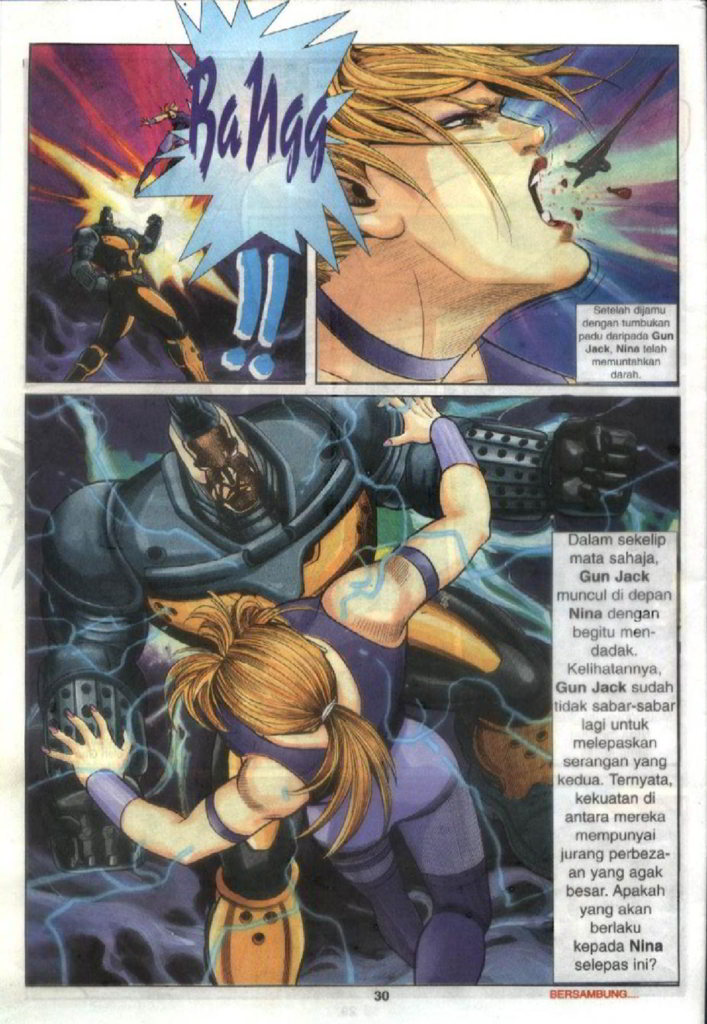 Rangg
!!
Setelah dijamu
dengan tumbukan
padu daripada Gun
Jack, Nina telah
memuntahkan
darah.
Dalam sekelip
mata sahaja,
Gun Jack
muncul di depan
Nina dengan
begitu men-
dadak.
Kelihatannya,
Gun Jack sudah
tidak sabar-sabar
lagi untuk
melepaskan
serangan yang
kedua. Ternyata,
kekuatan di
antara mereka
mempunyai
jurang perbeza-
an yang agak
besar. Apakah
yang akan
berlaku
kepada Nina
selepas ini?
30
BERSAMBUNG....